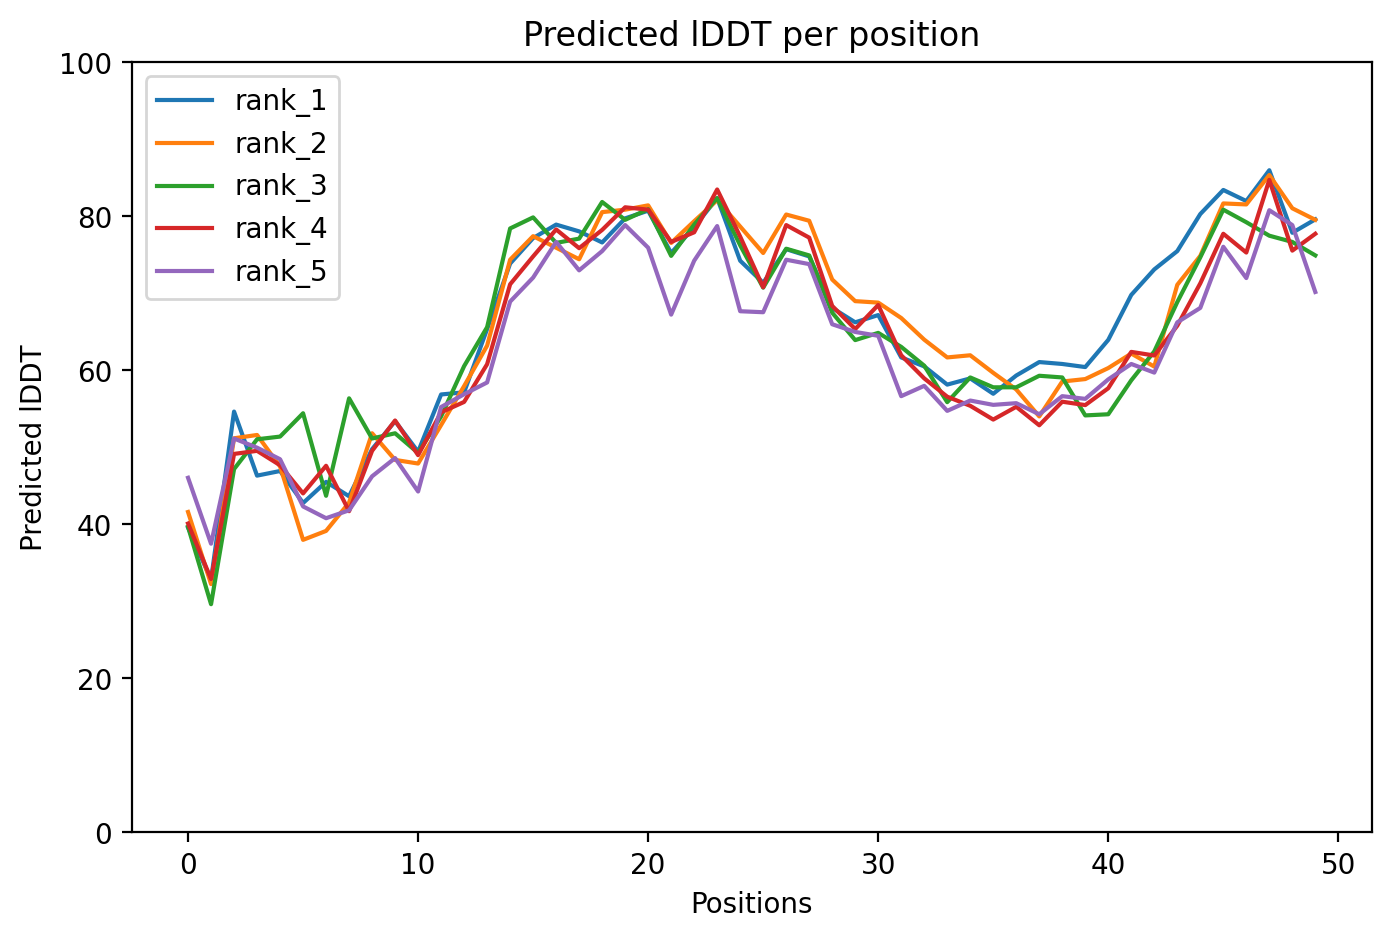 Predicted lDDT per position
100
80
60
40
20
0
Predicted lDDT
rank_1
rank_2
rank_3
rank_4
rank_5
0 10 20 30 40 50
Positions